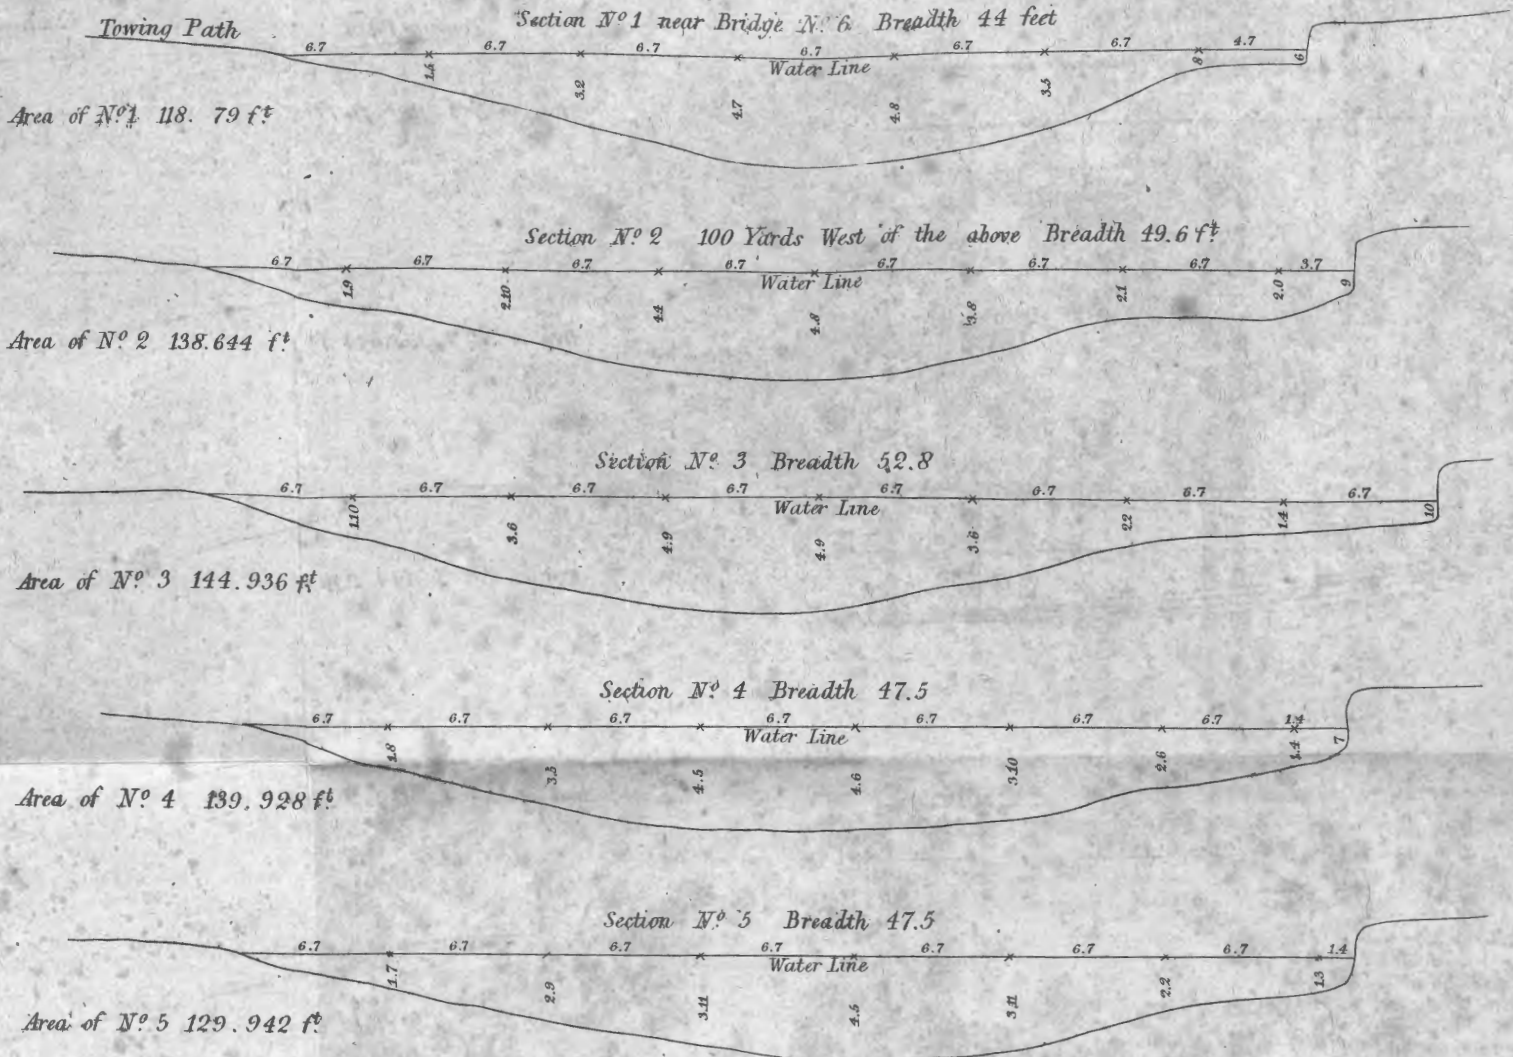 Section Nº 1 near Bridge Nº 6 Breadth 44 feet
Towing Path
6.7 6.7 6.7 6.7 6.7 6.7 4.7
Water Line
3.2 4.7 4.8 8 6
Area of Nº 1 118. 79 ft
Section Nº 2 100 Yards West of the above Breadth 49.6 ft
6.7 6.7 6.7 6.7 6.7 6.7 6.7 3.7
Water Line
1.9 2.10 4.4 4.8 3.8 2.1 2.0 9
Area of Nº 2 138.644 ft
Section Nº 3 Breadth 52.8
6.7 6.7 6.7 6.7 6.7 6.7 6.7 6.7
Water Line
1.10 3.6 4.9 4.9 3.6 2.2 1.4 10
Area of Nº 3 144.936 ft
Section Nº 4 Breadth 47.5
6.7 6.7 6.7 6.7 6.7 6.7 6.7 1.4
Water Line
1.8 4.5 4.6 3.10 2.6 1.4 7
Area of Nº 4 139.928 ft
Section Nº 5 Breadth 47.5
6.7 6.7 6.7 6.7 6.7 6.7 6.7 1.4
Water Line
1.7 2.9 3.11 4.5 3.11 2.2 1.3
Area of Nº 5 129.942 ft